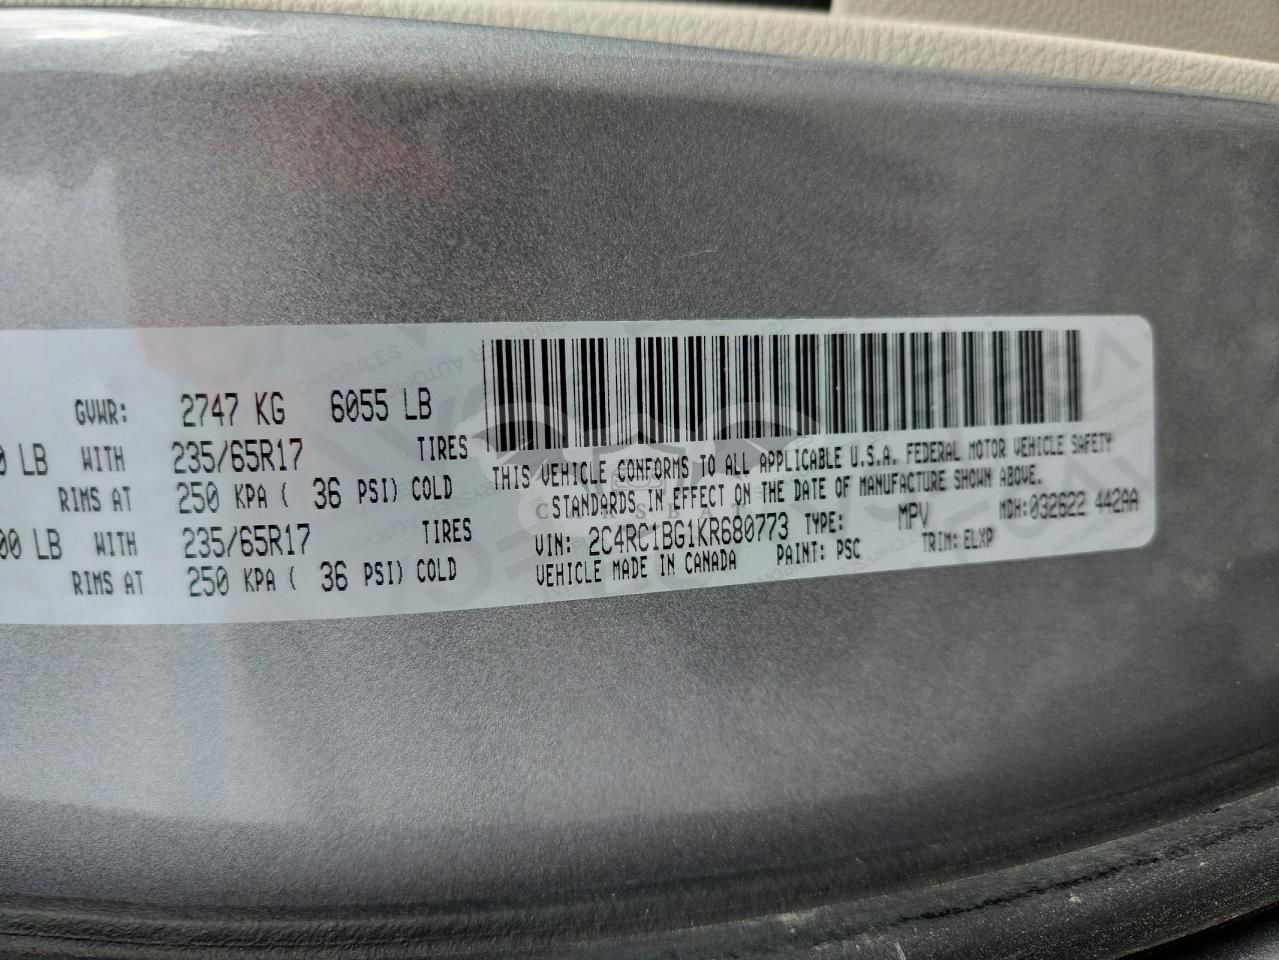 GVWR: 2747 KG 6055 LB
0 LB WITH 235/65R17 TIRES
RIMS AT 250 KPA ( 36 PSI) COLD
00 LB WITH 235/65R17 TIRES
RIMS AT 250 KPA ( 36 PSI) COLD
THIS VEHICLE CONFORMS TO ALL APPLICABLE U.S.A. FEDERAL MOTOR VEHICLE SAFETY
STANDARDS IN EFFECT ON THE DATE OF MANUFACTURE SHOWN ABOVE.
VIN: 2C4RC1BG1KR680773 TYPE: MPV MDH:032622 442AA
VEHICLE MADE IN CANADA PAINT: PSC TRIM: ELXP